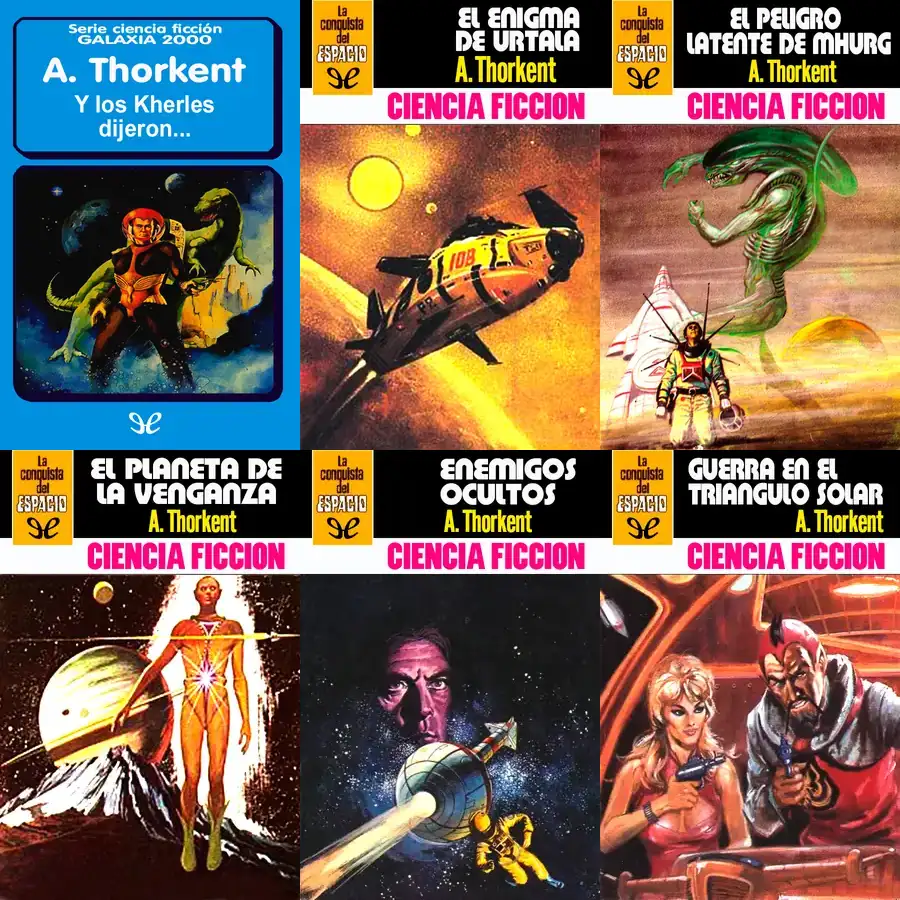 Serie ciencia ficción
GALAXIA 2000
A. Thorkent
Y los Kherles
dijeron...
La
conquista
del
ESPACIO
EL ENIGMA
DE URTALA
A. Thorkent
CIENCIA FICCION
108
La
conquista
del
ESPACIO
EL PELIGRO
LATENTE DE MHURG
A. Thorkent
CIENCIA FICCION
La
conquista
del
ESPACIO
EL PLANETA DE
LA VENGANZA
A. Thorkent
CIENCIA FICCION
La
conquista
del
ESPACIO
ENEMIGOS
OCULTOS
A. Thorkent
CIENCIA FICCION
La
conquista
del
ESPACIO
GUERRA EN EL
TRIANGULO SOLAR
A. Thorkent
CIENCIA FICCION